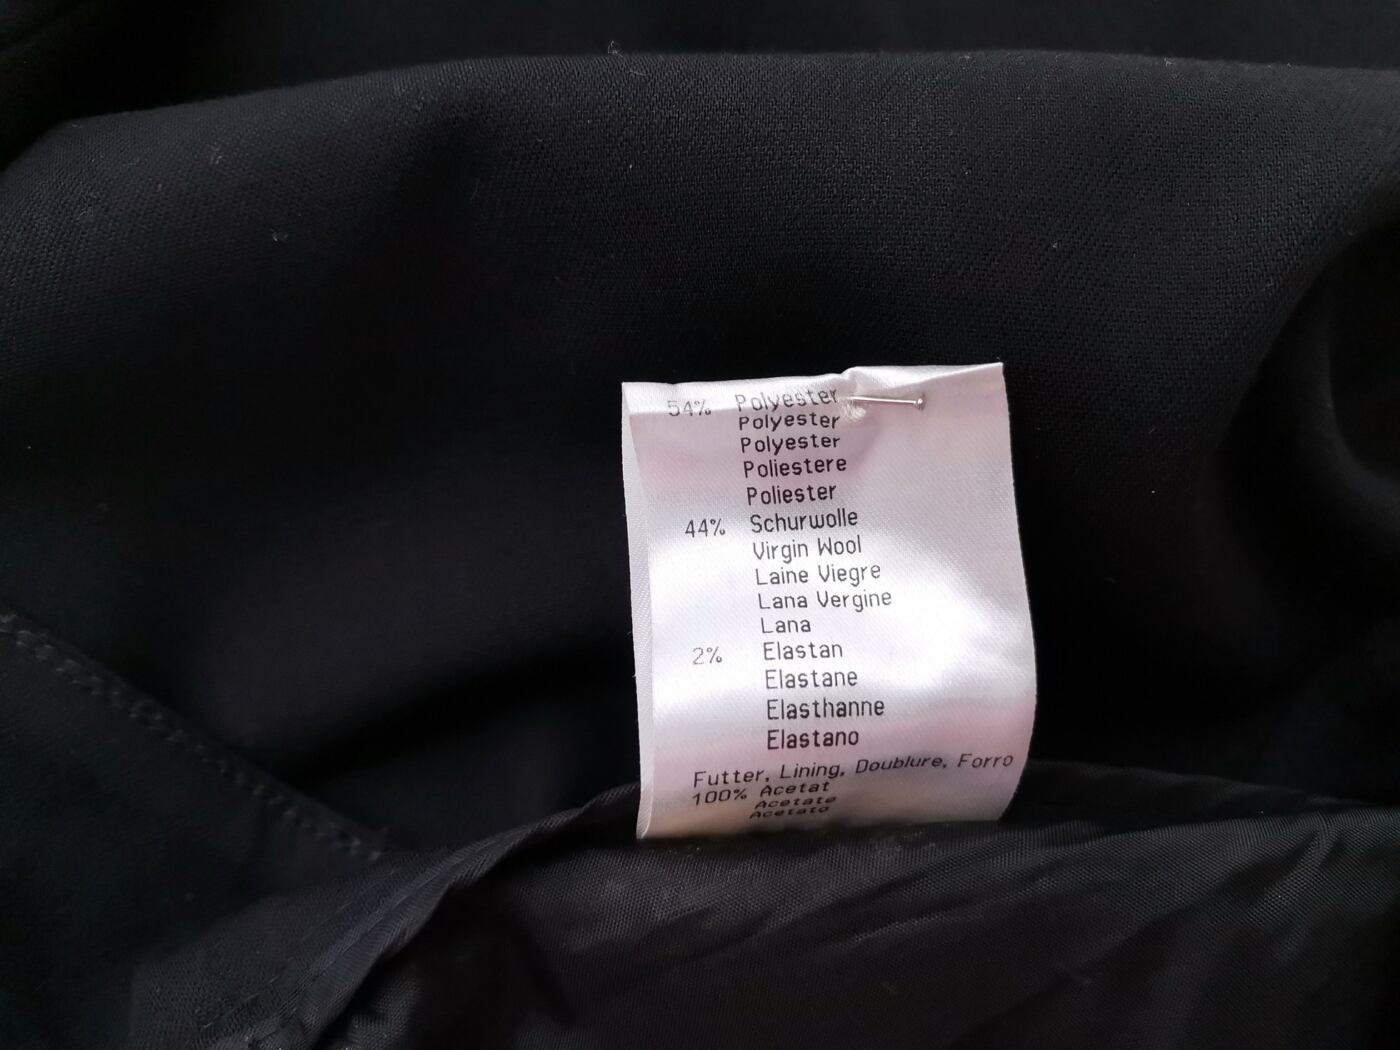 54% Polyester
Polyester
Polyester
Poliestere
Poliester
44% Schurwolle
Virgin Wool
Laine Viegre
Lana Vergine
Lana
2% Elastan
Elastane
Elasthanne
Elastano
Futter, Lining, Doublure, Forro
100% Acetat
Acetate
Acetato